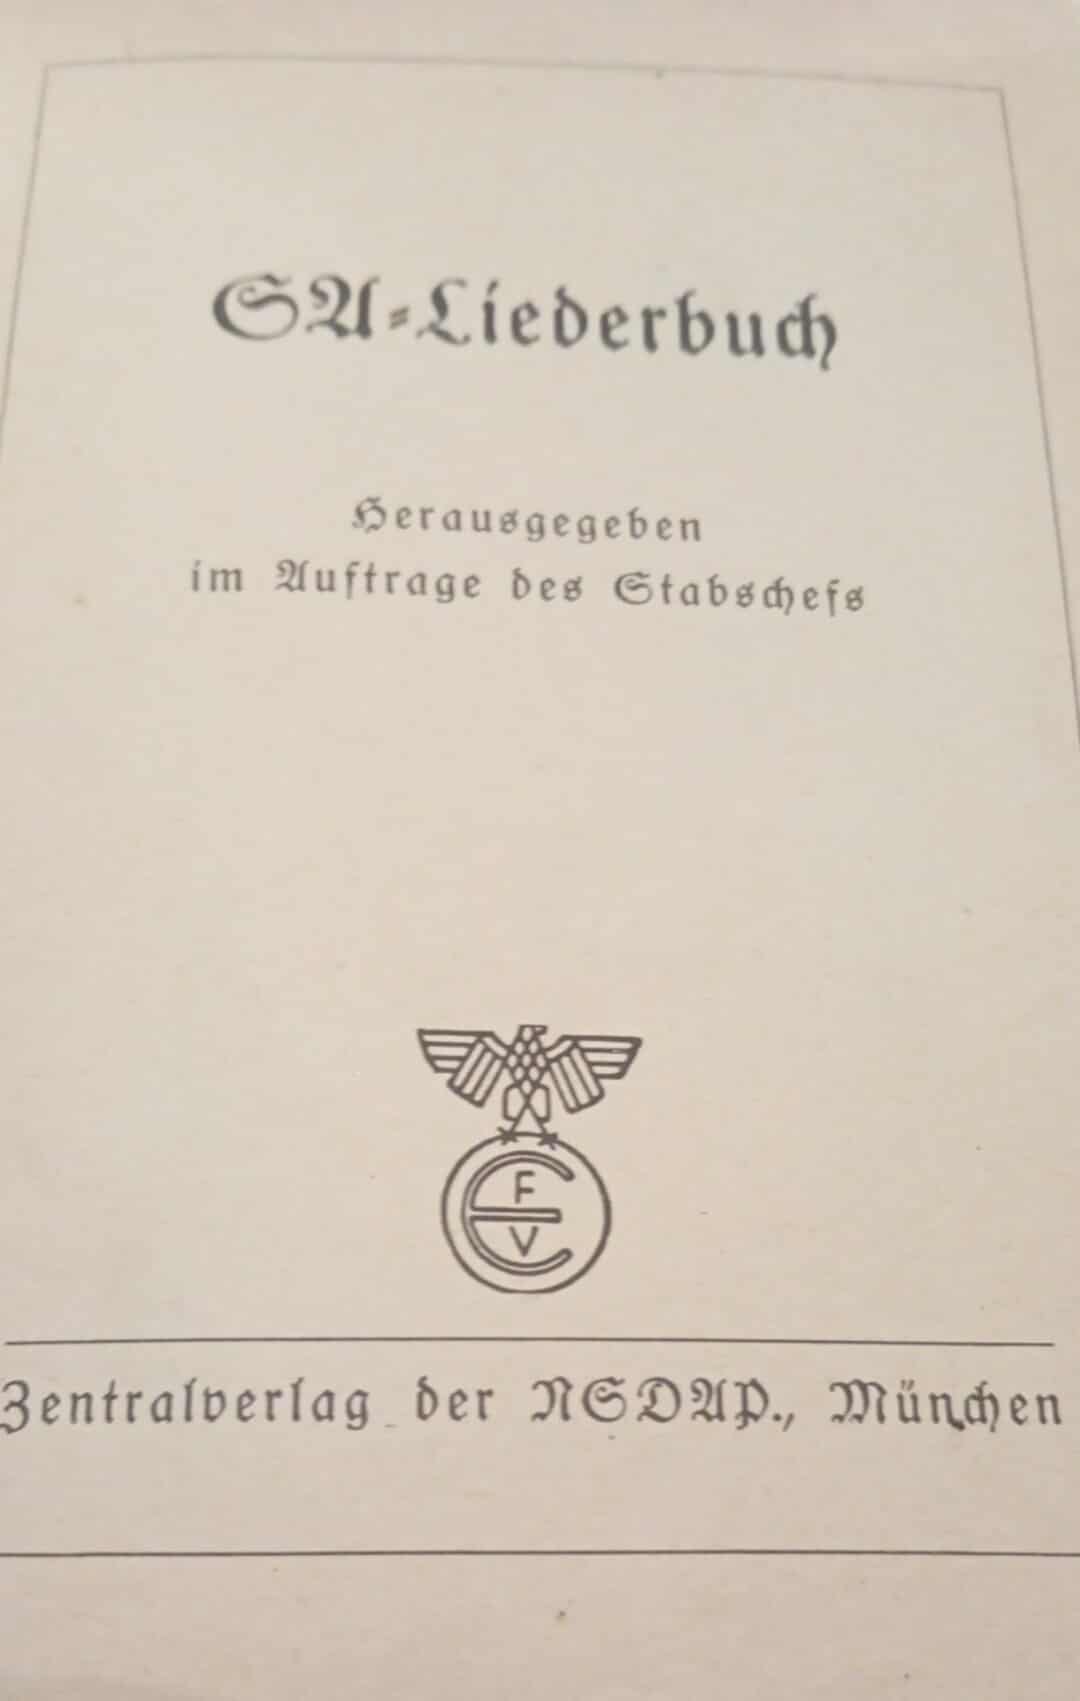 SA-Liederbuch
Herausgegeben
im Auftrage des Stabschefs
F
E
V
Zentralverlag der NSDAP., München